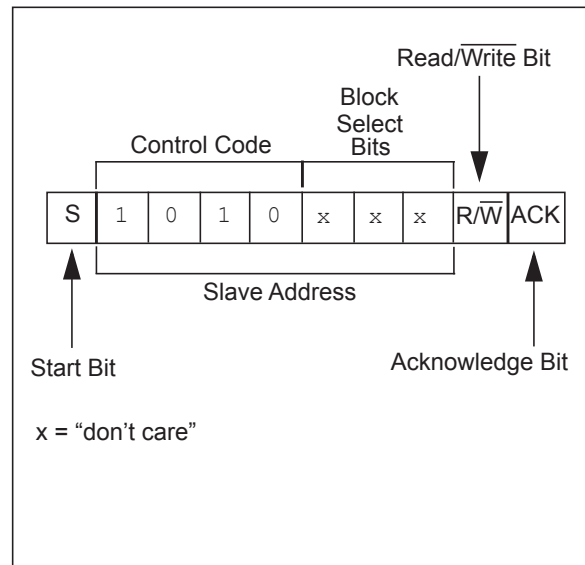 Read/Write Bit
Block
Select
Bits
Control Code
S 1 0 1 0 x x x R/W ACK
Slave Address
Start Bit
Acknowledge Bit
x = “don’t care”